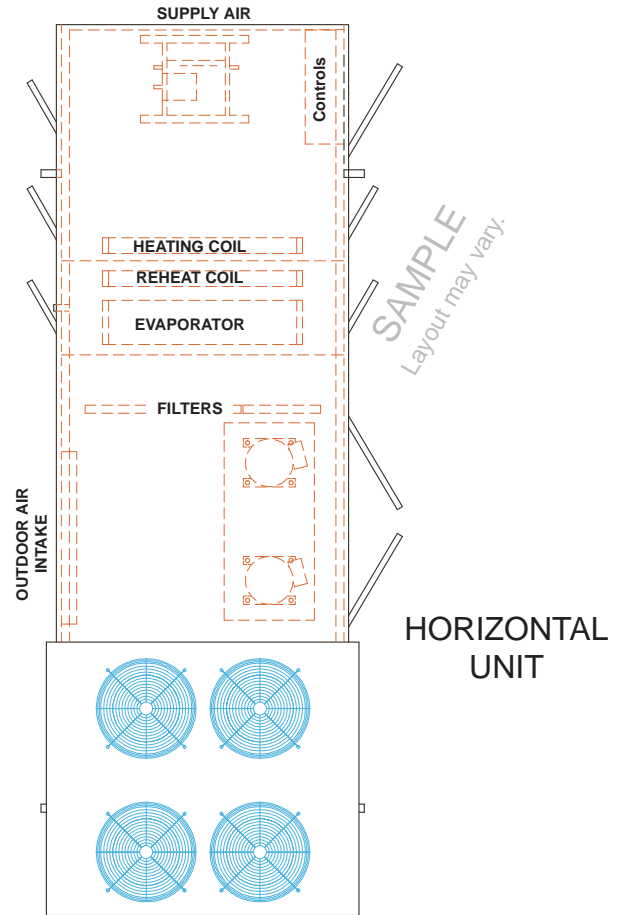 SUPPLY AIR
Controls
HEATING COIL
REHEAT COIL
EVAPORATOR
SAMPLE
Layout may vary.
FILTERS
OUTDOOR AIR
INTAKE
HORIZONTAL
UNIT